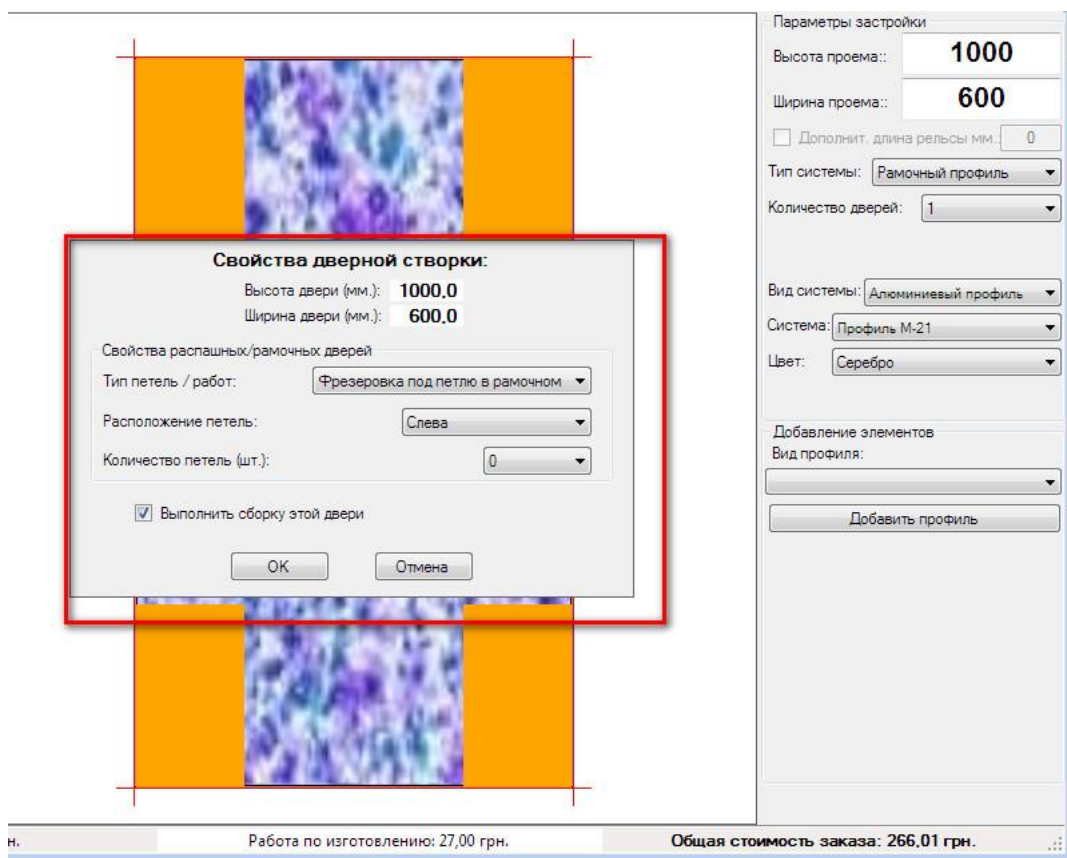 Параметры застройки
Высота проема:: 1000
Ширина проема:: 600
Дополнит. длина рельсы мм.: 0
Тип системы: Рамочный профиль
Количество дверей: 1
Вид системы: Алюминиевый профиль
Система: Профиль М-21
Цвет: Серебро
Добавление элементов
Вид профиля:
Добавить профиль
Свойства дверной створки:
Высота двери (мм.): 1000,0
Ширина двери (мм.): 600,0
Свойства распашных/рамочных дверей
Тип петель / работ: Фрезеровка под петлю в рамочном
Расположение петель: Слева
Количество петель (шт.): 0
Выполнить сборку этой двери
OK Отмена
н. Работа по изготовлению: 27,00 грн. Общая стоимость заказа: 266,01 грн.